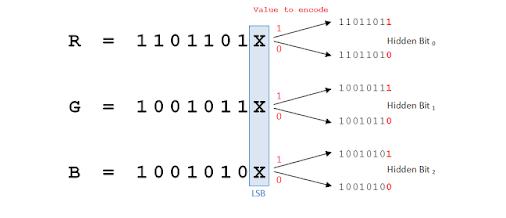 Value to encode
R = 1101101X
1
0
11011011
11011010
Hidden Bit 0
G = 1001011X
1
0
10010111
10010110
Hidden Bit 1
B = 1001010X
1
0
10010101
10010100
Hidden Bit 2
LSB